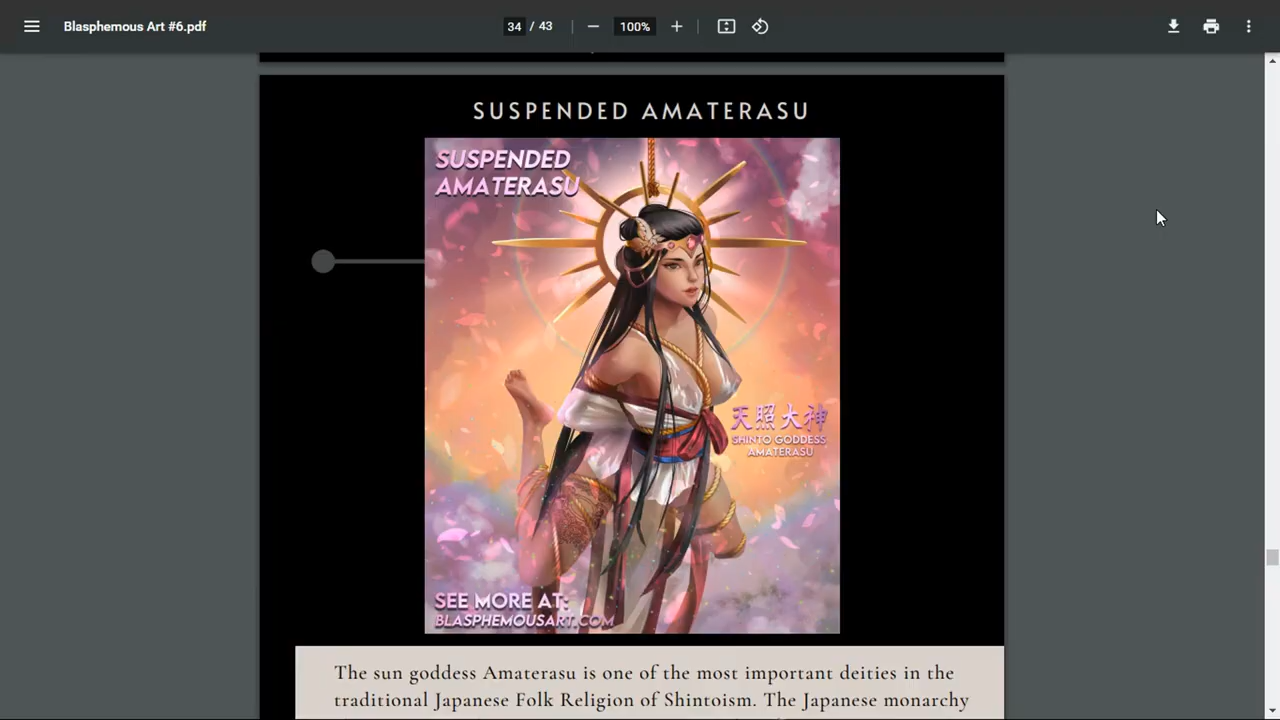 Blasphemous Art #6.pdf
34 / 43
100%
SUSPENDED AMATERASU
SUSPENDED
AMATERASU
天照大神
SHINTO GODDESS
AMATERASU
SEE MORE AT:
BLASPHEMOUSART.COM
The sun goddess Amaterasu is one of the most important deities in the
traditional Japanese Folk Religion of Shintoism. The Japanese monarchy